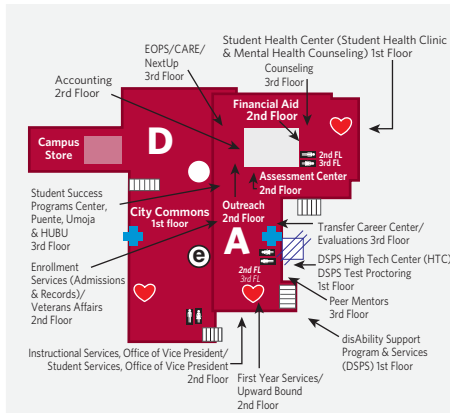 Student Health Center (Student Health Clinic
& Mental Health Counseling) 1st Floor
EOPS/CARE/
NextUp
3rd Floor
Counseling
3rd Floor
Accounting
2rd Floor
Financial Aid
2nd Floor
D
Campus
Store
2nd FL
3rd FL
Assessment Center
2nd Floor
Student Success
Programs Center,
Puente, Umoja
& HUBU
3rd Floor
City Commons
1st floor
Outreach
2nd Floor
A
Transfer Career Center/
Evaluations 3rd Floor
e
DSPS High Tech Center (HTC)
DSPS Test Proctoring
1st Floor
Enrollment
Services (Admissions
& Records)/
Veterans Affairs
2nd Floor
2nd FL
3rd FL
Peer Mentors
3rd Floor
disAbility Support
Program & Services
(DSPS) 1st Floor
Instructional Services, Office of Vice President/
Student Services, Office of Vice President
2nd Floor
First Year Services/
Upward Bound
2nd Floor